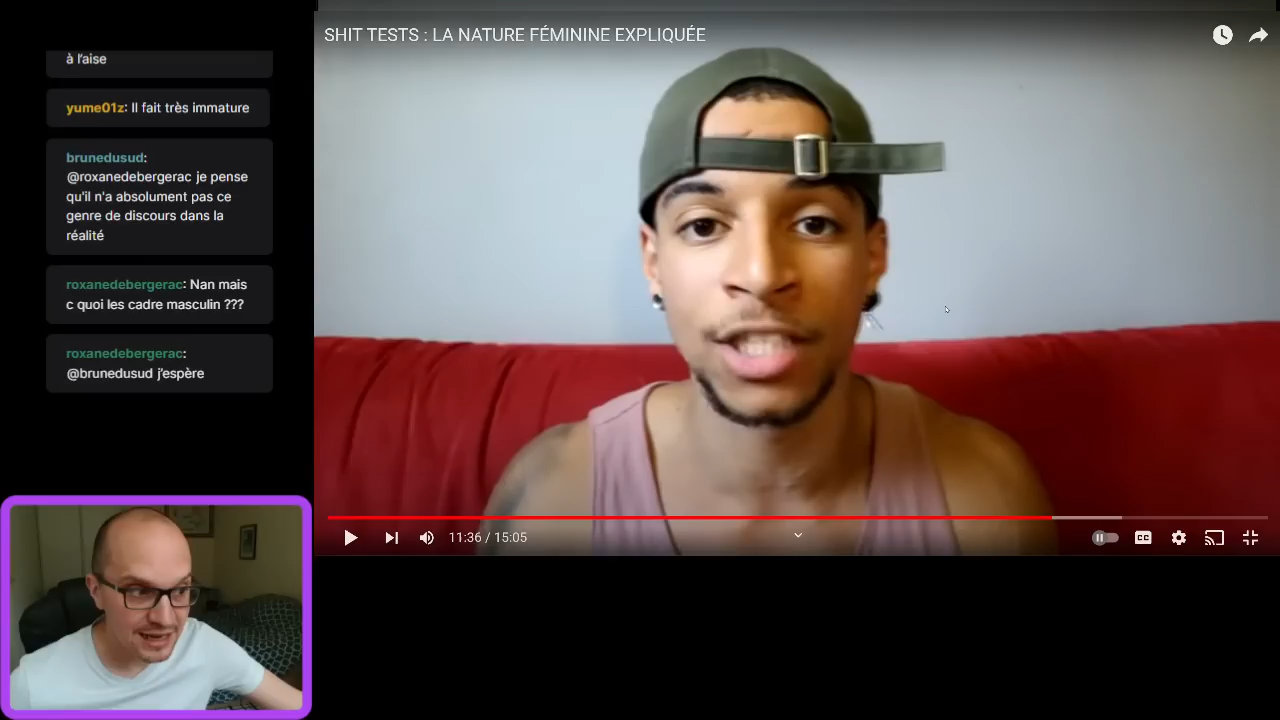 à l'aise
yume01z: Il fait très immature
brunedusud:
@roxanedebergerac je pense
qu'il n'a absolument pas ce
genre de discours dans la
réalité
roxanedebergerac: Nan mais
c quoi les cadre masculin ???
roxanedebergerac:
@brunedusud j'espère
SHIT TESTS : LA NATURE FÉMININE EXPLIQUÉE
11:36 / 15:05
CC